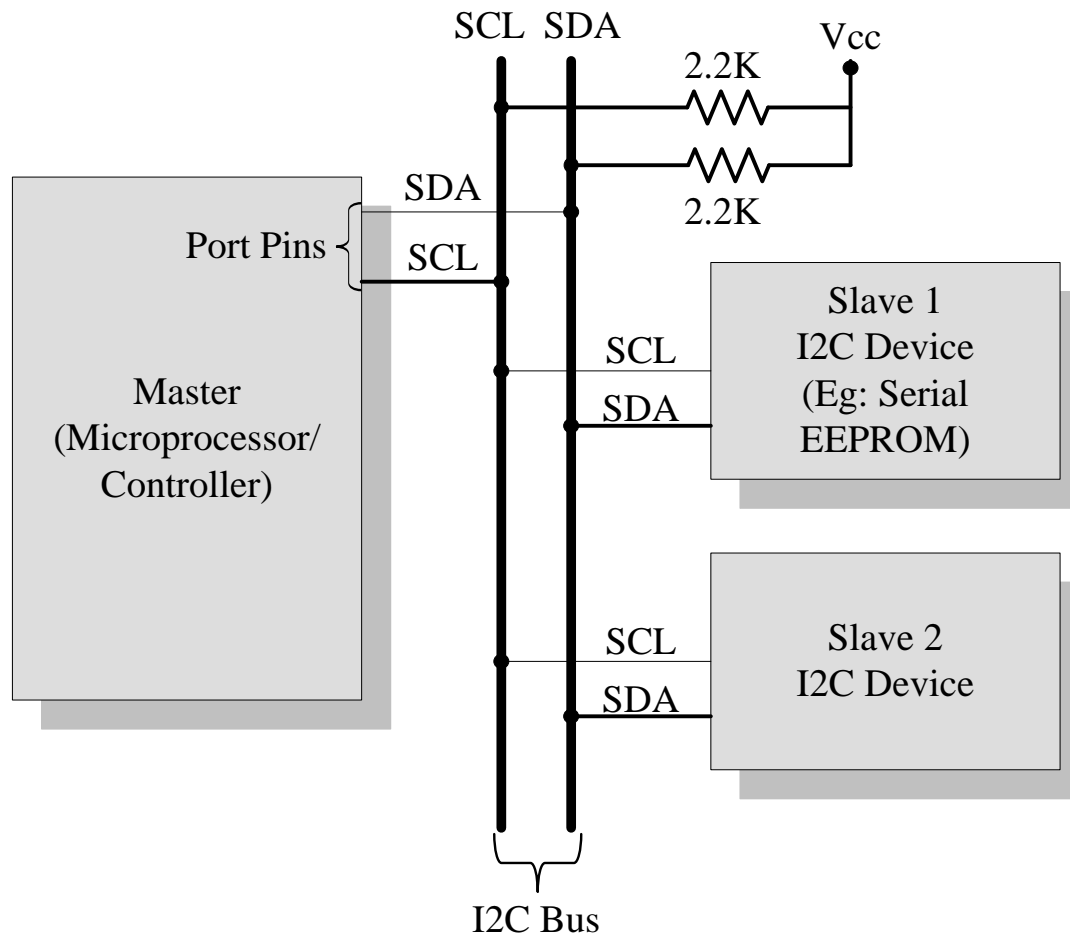 SCL SDA
Vcc
2.2K
2.2K
SDA
Port Pins
SCL
Master
(Microprocessor/
Controller)
Slave 1
I2C Device
(Eg: Serial
EEPROM)
SCL
SDA
Slave 2
I2C Device
SCL
SDA
I2C Bus